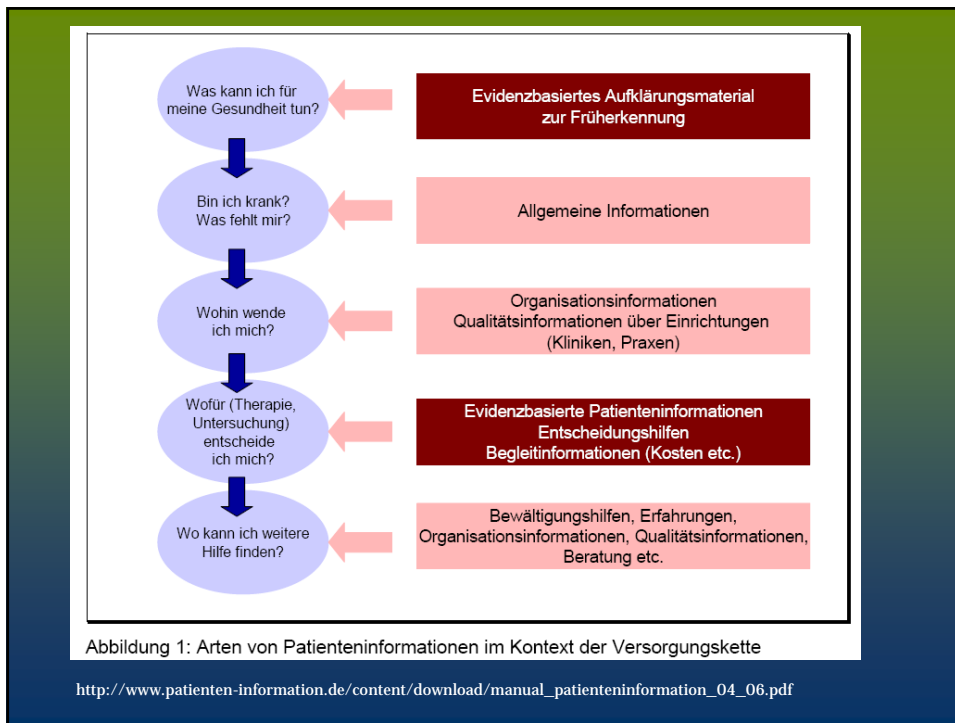 Was kann ich für
meine Gesundheit tun?
Evidenzbasiertes Aufklärungsmaterial
zur Früherkennung
Bin ich krank?
Was fehlt mir?
Allgemeine Informationen
Wohin wende
ich mich?
Organisationsinformationen
Qualitätsinformationen über Einrichtungen
(Kliniken, Praxen)
Wofür (Therapie,
Untersuchung)
entscheide
ich mich?
Evidenzbasierte Patienteninformationen
Entscheidungshilfen
Begleitinformationen (Kosten etc.)
Wo kann ich weitere
Hilfe finden?
Bewältigungshilfen, Erfahrungen,
Organisationsinformationen, Qualitätsinformationen,
Beratung etc.
Abbildung 1: Arten von Patienteninformationen im Kontext der Versorgungskette
http://www.patienten-information.de/content/download/manual_patienteninformation_04_06.pdf